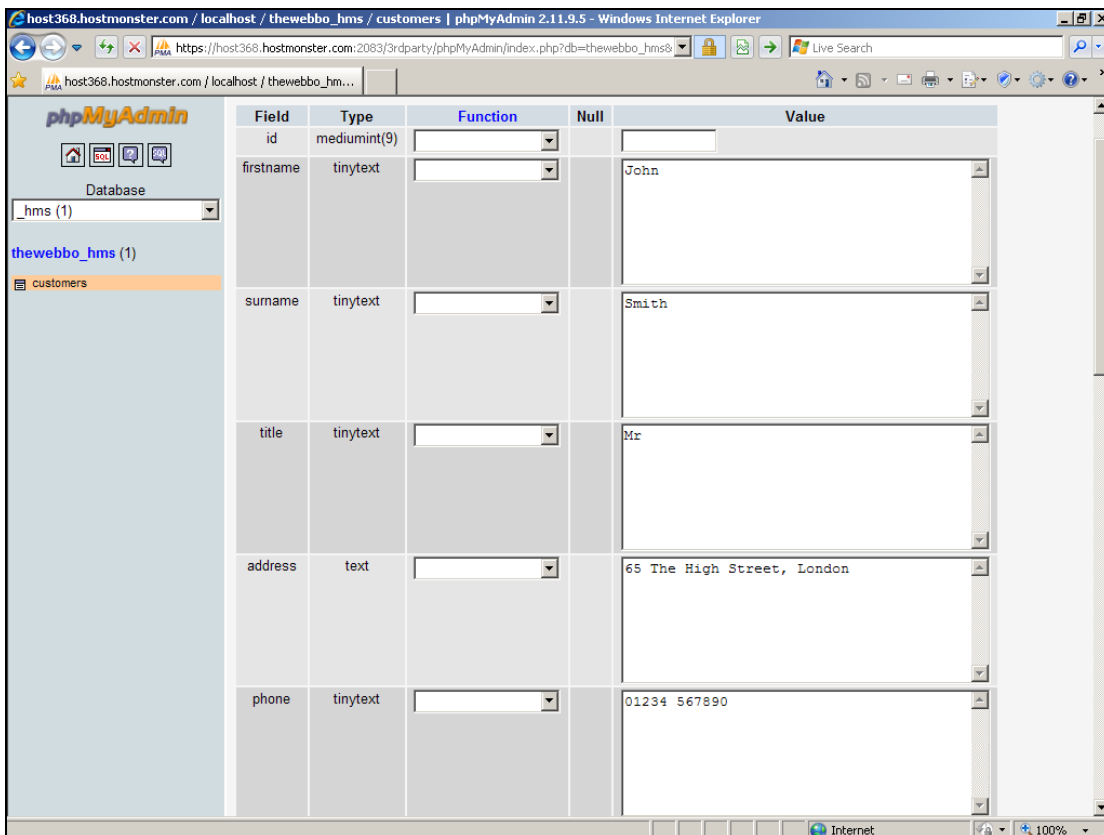 host368.hostmonster.com / localhost / thewebbo_hms / customers | phpMyAdmin 2.11.9.5 - Windows Internet Explorer
https://host368.hostmonster.com:2083/3rdparty/phpMyAdmin/index.php?db=thewebbo_hms&
Live Search
PMA host368.hostmonster.com / localhost / thewebbo_hm...
phpMyAdmin
SQL
SQL
Database
_hms (1)
thewebbo_hms (1)
customers
Field Type Function Null Value
id mediumint(9)
firstname tinytext John
surname tinytext Smith
title tinytext Mr
address text 65 The High Street, London
phone tinytext 01234 567890
Internet 100%